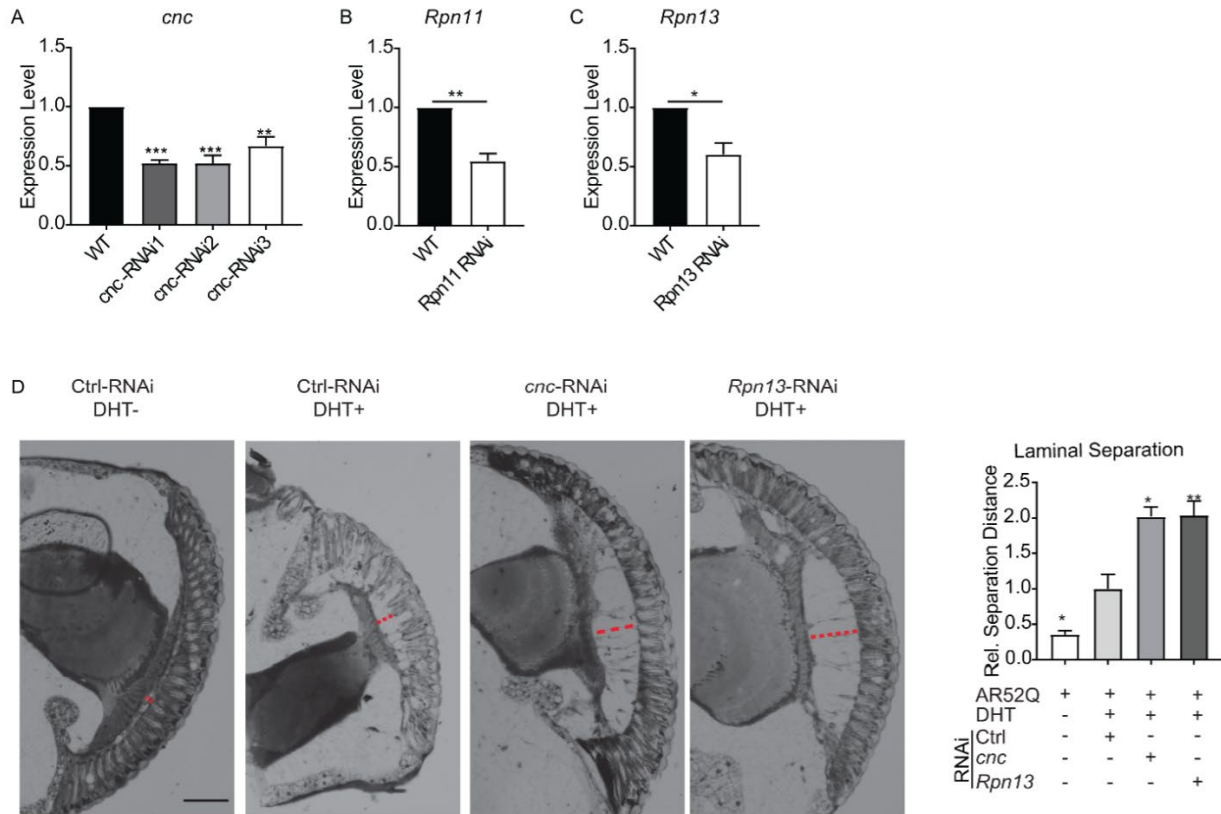 A
cnc
Expression Level
1.5
1.0
0.5
0.0
***
***
**
WT
cnc-RNAi1
cnc-RNAi2
cnc-RNAi3
B
Rpn11
Expression Level
1.5
1.0
0.5
0.0
**
WT
Rpn11 RNAi
C
Rpn13
Expression Level
1.5
1.0
0.5
0.0
*
WT
Rpn13 RNAi
D
Ctrl-RNAi
DHT-
Ctrl-RNAi
DHT+
cnc-RNAi
DHT+
Rpn13-RNAi
DHT+
Laminal Separation
Rel. Separation Distance
2.5
2.0
1.5
1.0
0.5
0.0
*
*
**
AR52Q + + + +
DHT - + + +
RNAi
Ctrl - + - -
cnc - - + -
Rpn13 - - - +